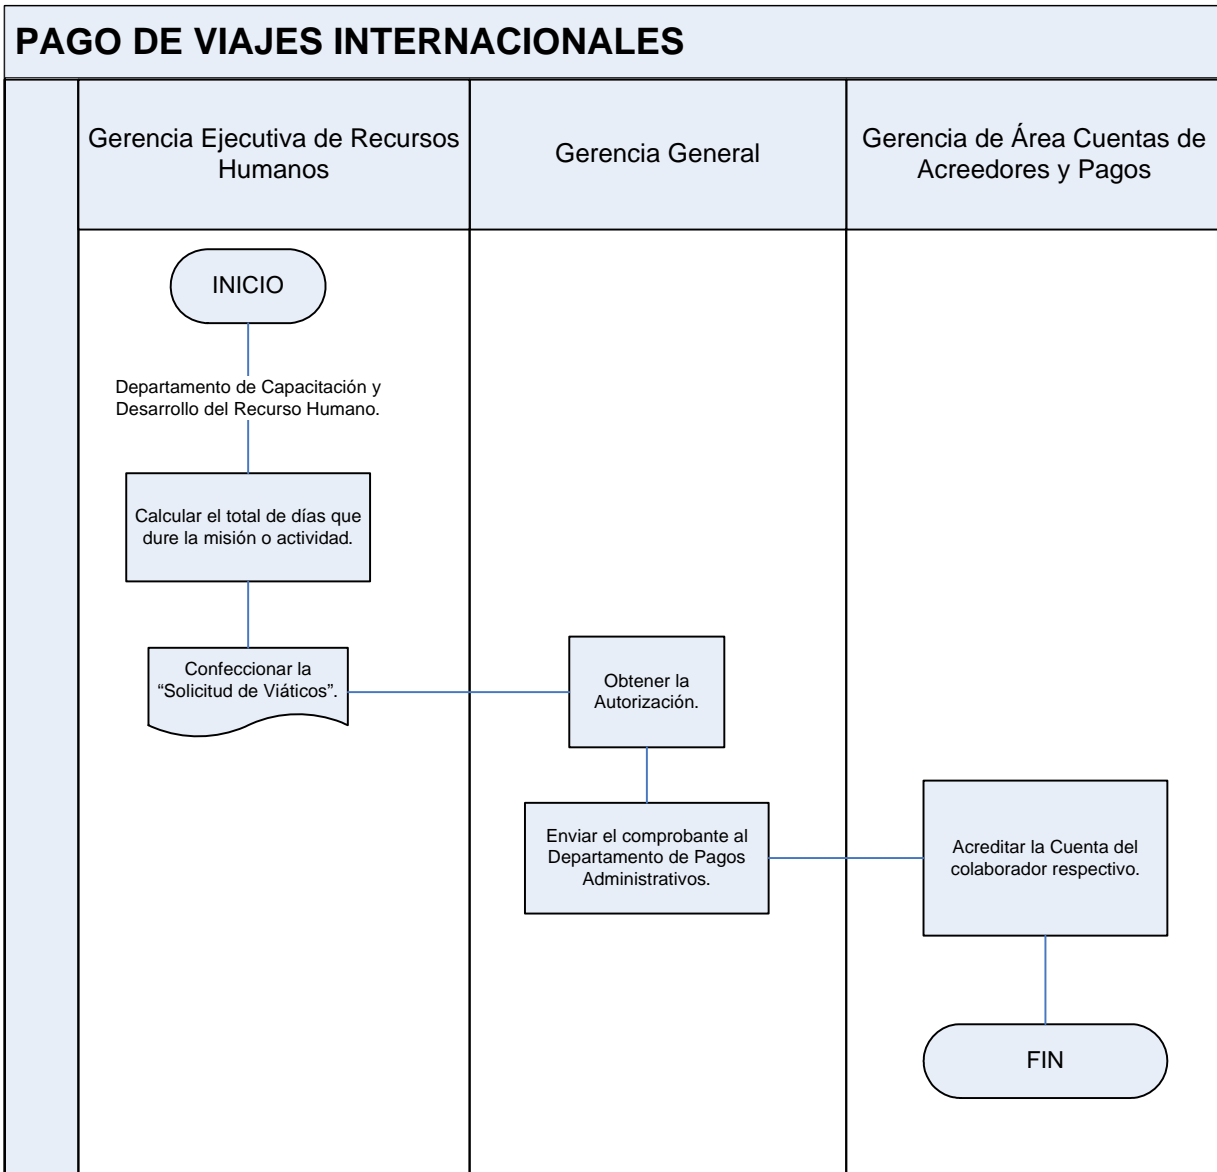 PAGO DE VIAJES INTERNACIONALES
Gerencia Ejecutiva de Recursos
Humanos
Gerencia General
Gerencia de Área Cuentas de
Acreedores y Pagos
INICIO
Departamento de Capacitación y
Desarrollo del Recurso Humano.
Calcular el total de días que
dure la misión o actividad.
Confeccionar la
“Solicitud de Viáticos”.
Obtener la
Autorización.
Enviar el comprobante al
Departamento de Pagos
Administrativos.
Acreditar la Cuenta del
colaborador respectivo.
FIN